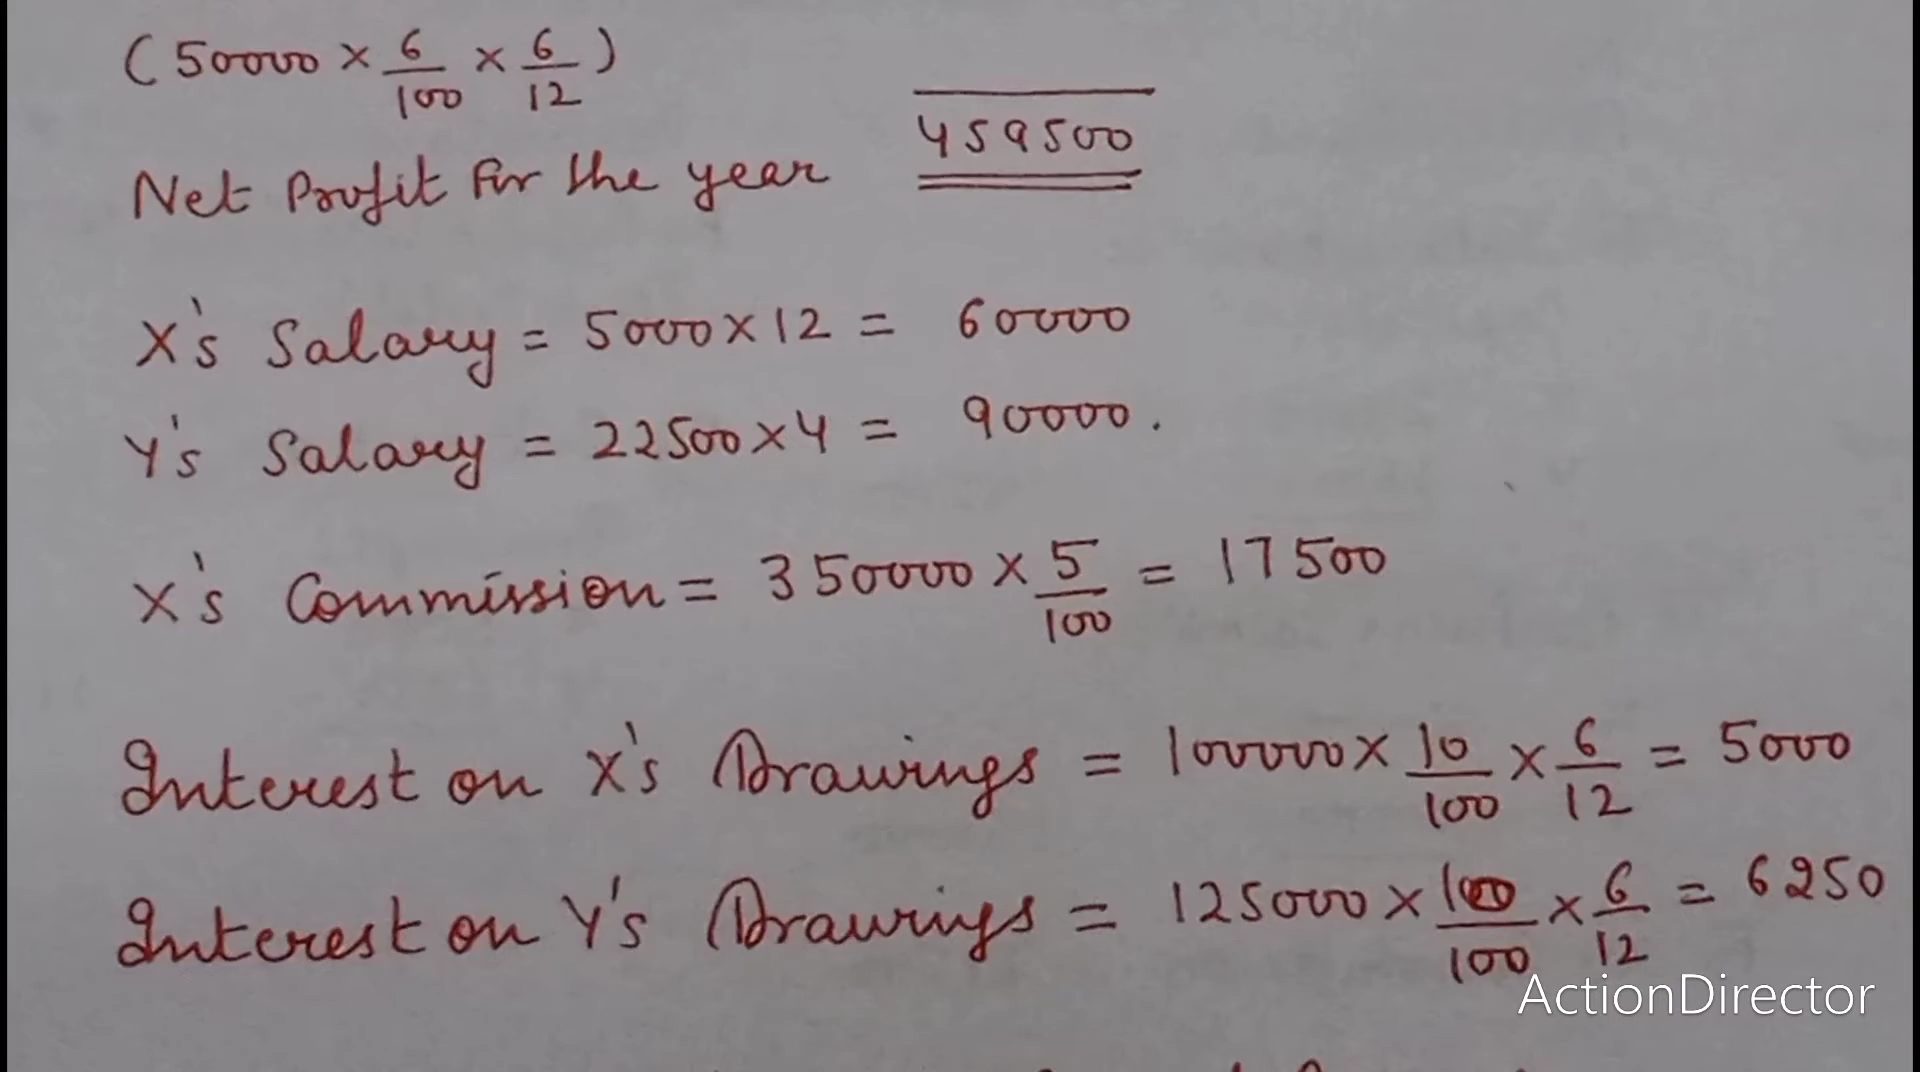 (50000 × 6/100 × 6/12)
459500
Net Profit for the year
X's Salary = 5000×12 = 60000
Y's Salary = 22500×4 = 90000.
X's Commission = 350000 × 5/100 = 17500
Interest on X's Drawings = 100000 × 10/100 × 6/12 = 5000
Interest on Y's Drawings = 125000 × 10/100 × 6/12 = 6250
ActionDirector